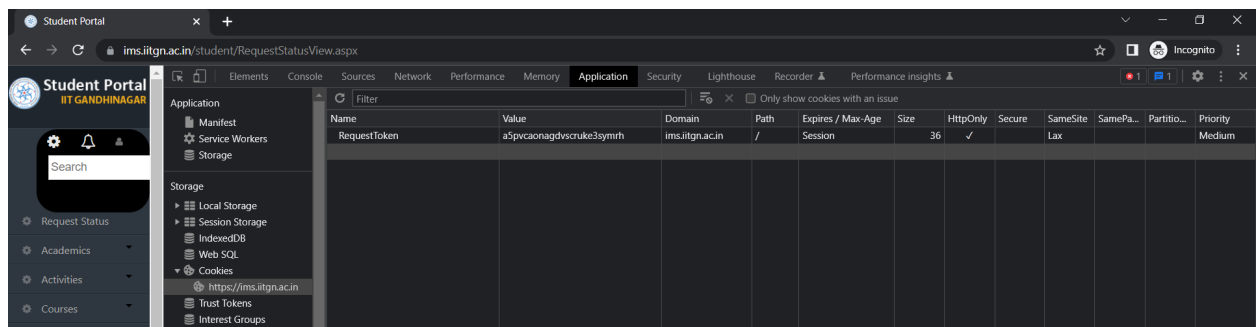 Student Portal
ims.iitgn.ac.in/student/RequestStatusView.aspx
Incognito
Student Portal
IIT GANDHINAGAR
Search
Request Status
Academics
Activities
Courses
Elements Console Sources Network Performance Memory Application Security Lighthouse Recorder Performance insights 1 1
Application
Manifest
Service Workers
Storage
Storage
Local Storage
Session Storage
IndexedDB
Web SQL
Cookies
https://ims.iitgn.ac.in
Trust Tokens
Interest Groups
Filter Only show cookies with an issue
Name Value Domain Path Expires / Max-Age Size HttpOnly Secure SameSite SamePa... Partitio... Priority
RequestToken a5pvcaonagdvscruke3symrh ims.iitgn.ac.in / Session 36 ✓ Lax Medium